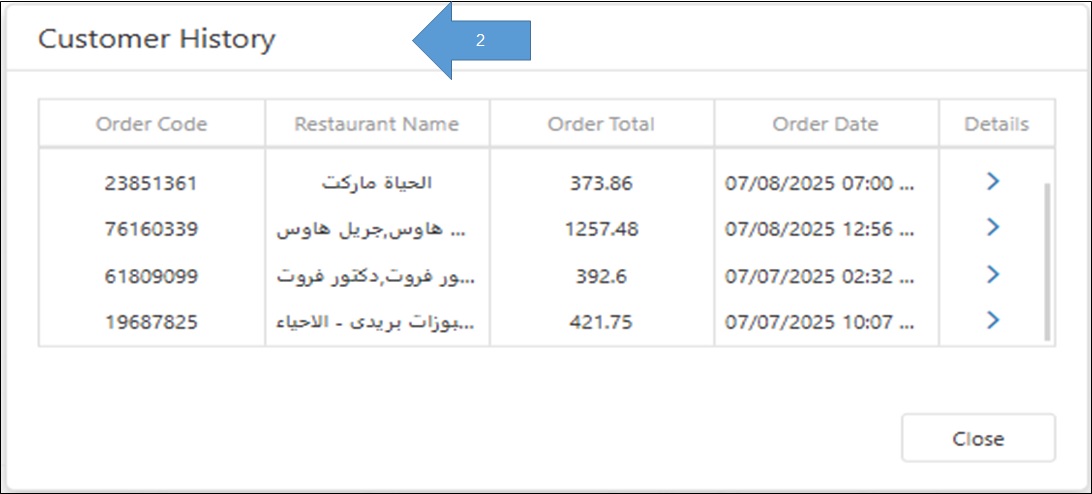 Customer History
2
Order Code Restaurant Name Order Total Order Date Details
23851361 الحياة ماركت 373.86 07/08/2025 07:00 ...
76160339 هاوس,جريل هاوس ... 1257.48 07/08/2025 12:56 ...
61809099 ور فروت,دكتور فروت... 392.6 07/07/2025 02:32 ...
19687825 بوزات بريدى - الاحياء... 421.75 07/07/2025 10:07 ...
Close